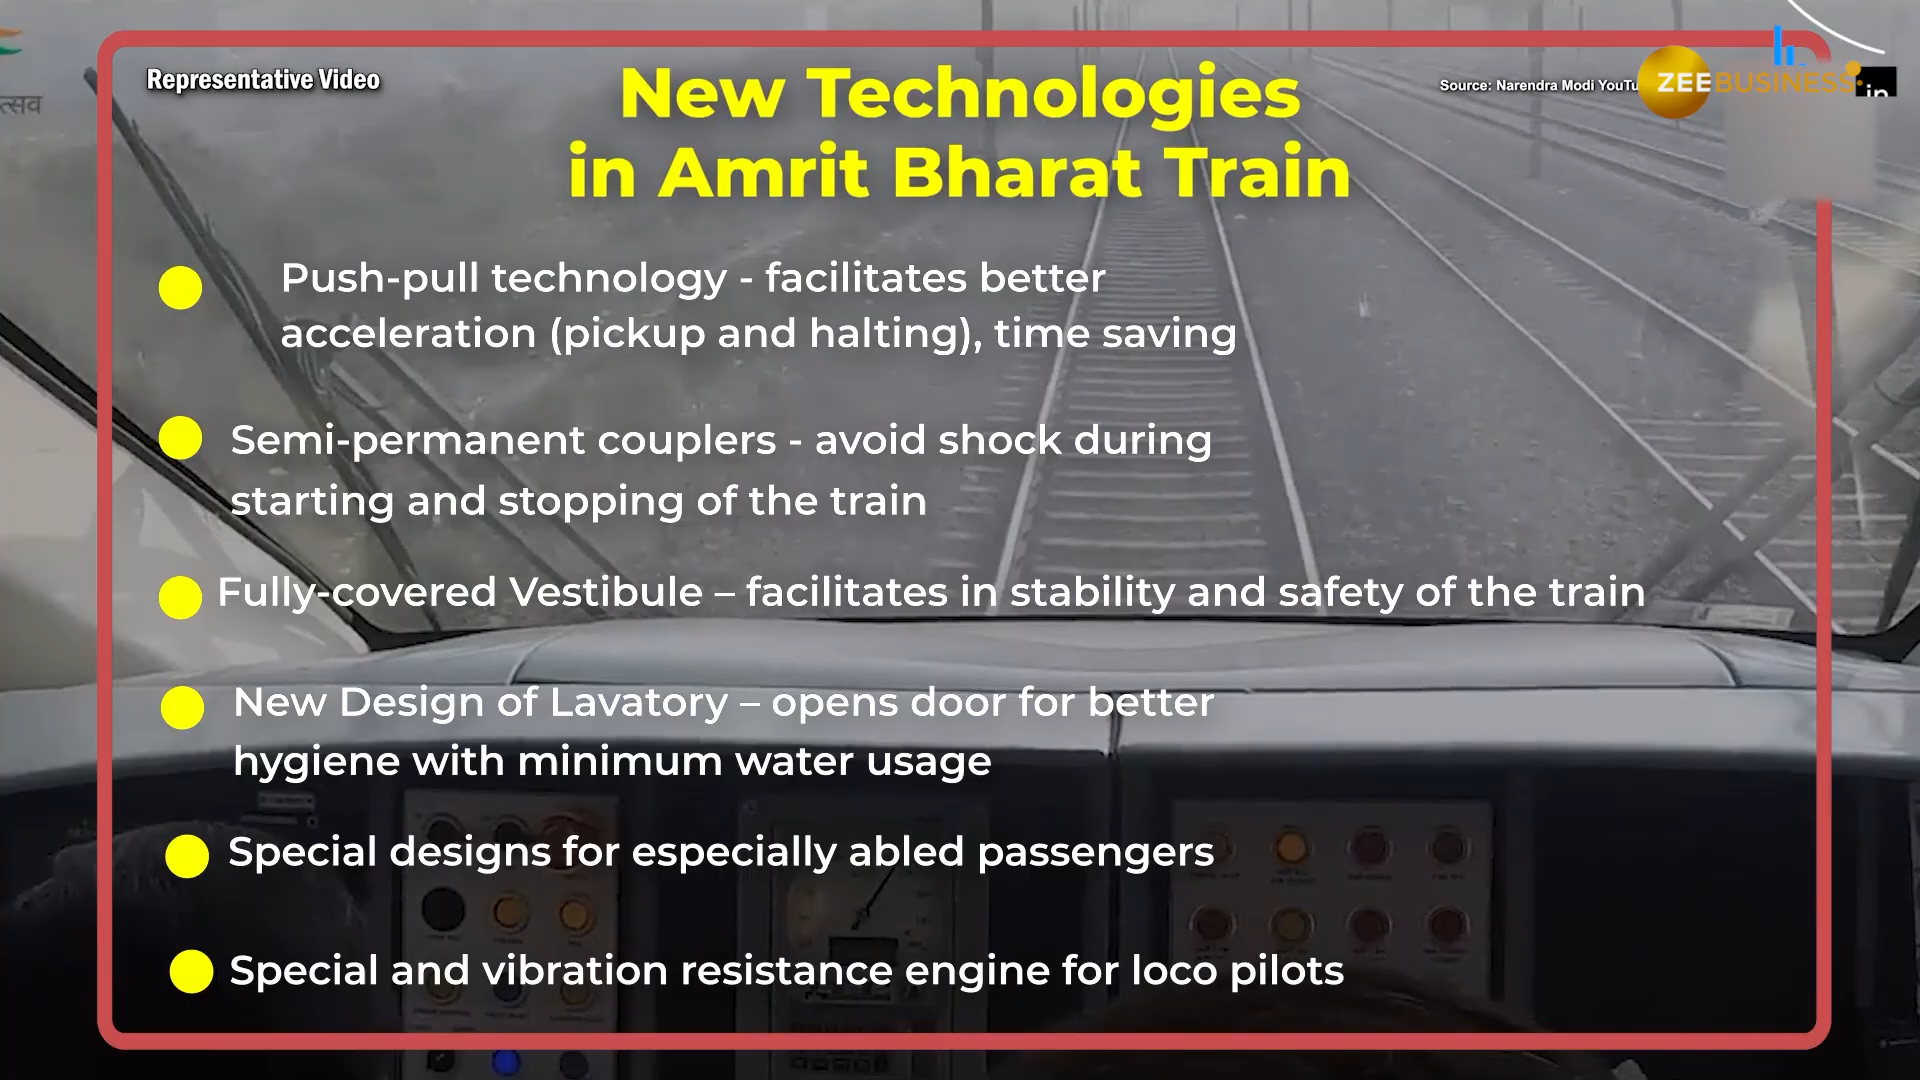 Representative Video
New Technologies
in Amrit Bharat Train
Source: Narendra Modi YouTu
ZEEBUSINESS
in
त्सव
Push-pull technology - facilitates better
acceleration (pickup and halting), time saving
Semi-permanent couplers - avoid shock during
starting and stopping of the train
Fully-covered Vestibule – facilitates in stability and safety of the train
New Design of Lavatory – opens door for better
hygiene with minimum water usage
Special designs for especially abled passengers
Special and vibration resistance engine for loco pilots